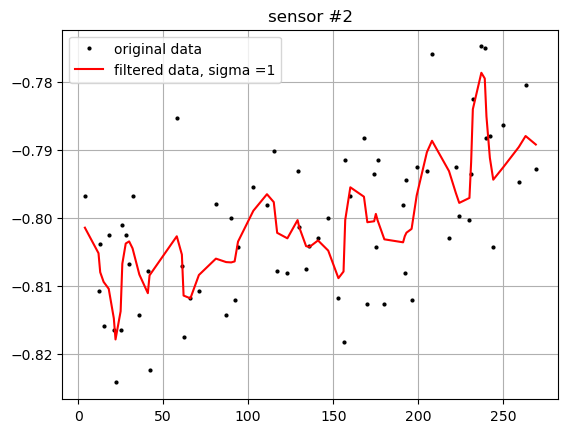 sensor #2
original data
filtered data, sigma =1
−0.78
−0.79
−0.80
−0.81
−0.82
0 50 100 150 200 250